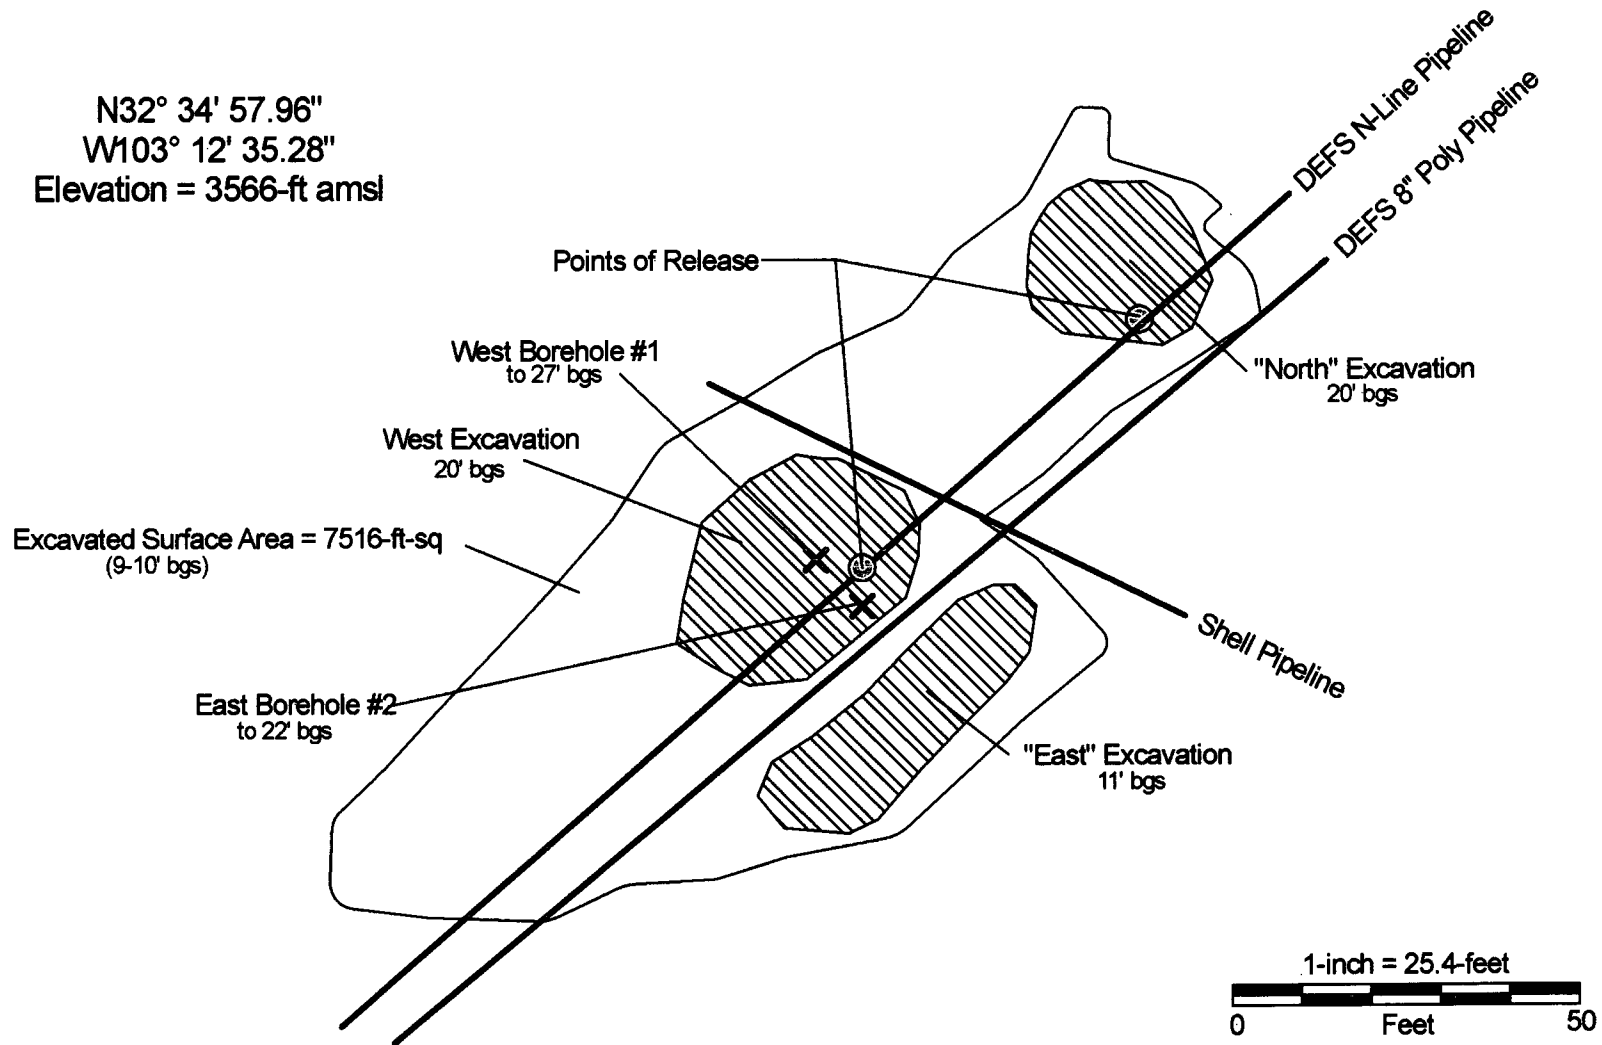 N32° 34' 57.96"
W103° 12' 35.28"
Elevation = 3566-ft amsl
DEFS N-Line Pipeline
DEFS 8" Poly Pipeline
Points of Release
West Borehole #1
to 27' bgs
"North" Excavation
20' bgs
West Excavation
20' bgs
Excavated Surface Area = 7516-ft-sq
(9-10' bgs)
Shell Pipeline
East Borehole #2
to 22' bgs
"East" Excavation
11' bgs
1-inch = 25.4-feet
0 Feet 50